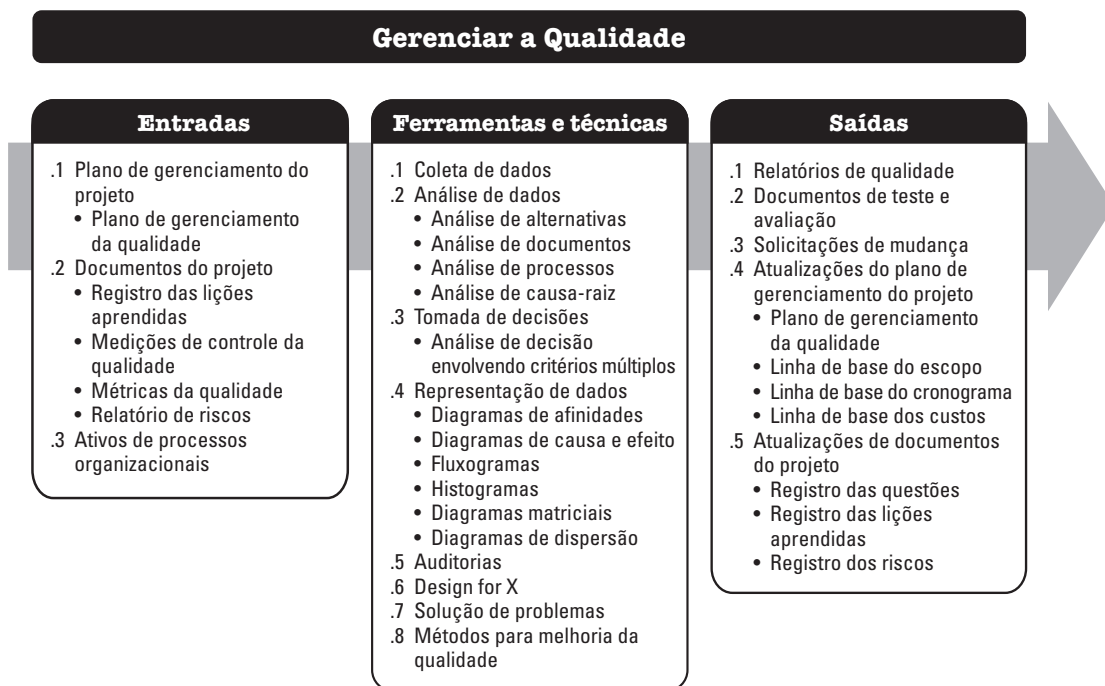 Gerenciar a Qualidade
Entradas
.1 Plano de gerenciamento do
projeto
• Plano de gerenciamento
da qualidade
.2 Documentos do projeto
• Registro das lições
aprendidas
• Medições de controle da
qualidade
• Métricas da qualidade
• Relatório de riscos
.3 Ativos de processos
organizacionais
Ferramentas e técnicas
.1 Coleta de dados
.2 Análise de dados
• Análise de alternativas
• Análise de documentos
• Análise de processos
• Análise de causa-raiz
.3 Tomada de decisões
• Análise de decisão
envolvendo critérios múltiplos
.4 Representação de dados
• Diagramas de afinidades
• Diagramas de causa e efeito
• Fluxogramas
• Histogramas
• Diagramas matriciais
• Diagramas de dispersão
.5 Auditorias
.6 Design for X
.7 Solução de problemas
.8 Métodos para melhoria da
qualidade
Saídas
.1 Relatórios de qualidade
.2 Documentos de teste e
avaliação
.3 Solicitações de mudança
.4 Atualizações do plano de
gerenciamento do projeto
• Plano de gerenciamento
da qualidade
• Linha de base do escopo
• Linha de base do cronograma
• Linha de base dos custos
.5 Atualizações de documentos
do projeto
• Registro das questões
• Registro das lições
aprendidas
• Registro dos riscos